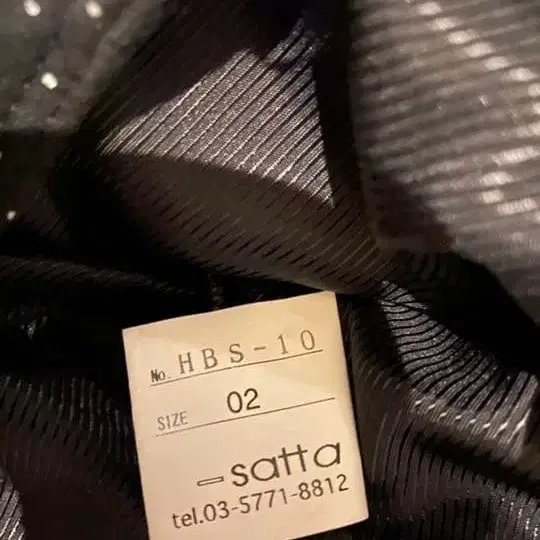 No. HBS-10
SIZE 02
satta
tel.03-5771-8812